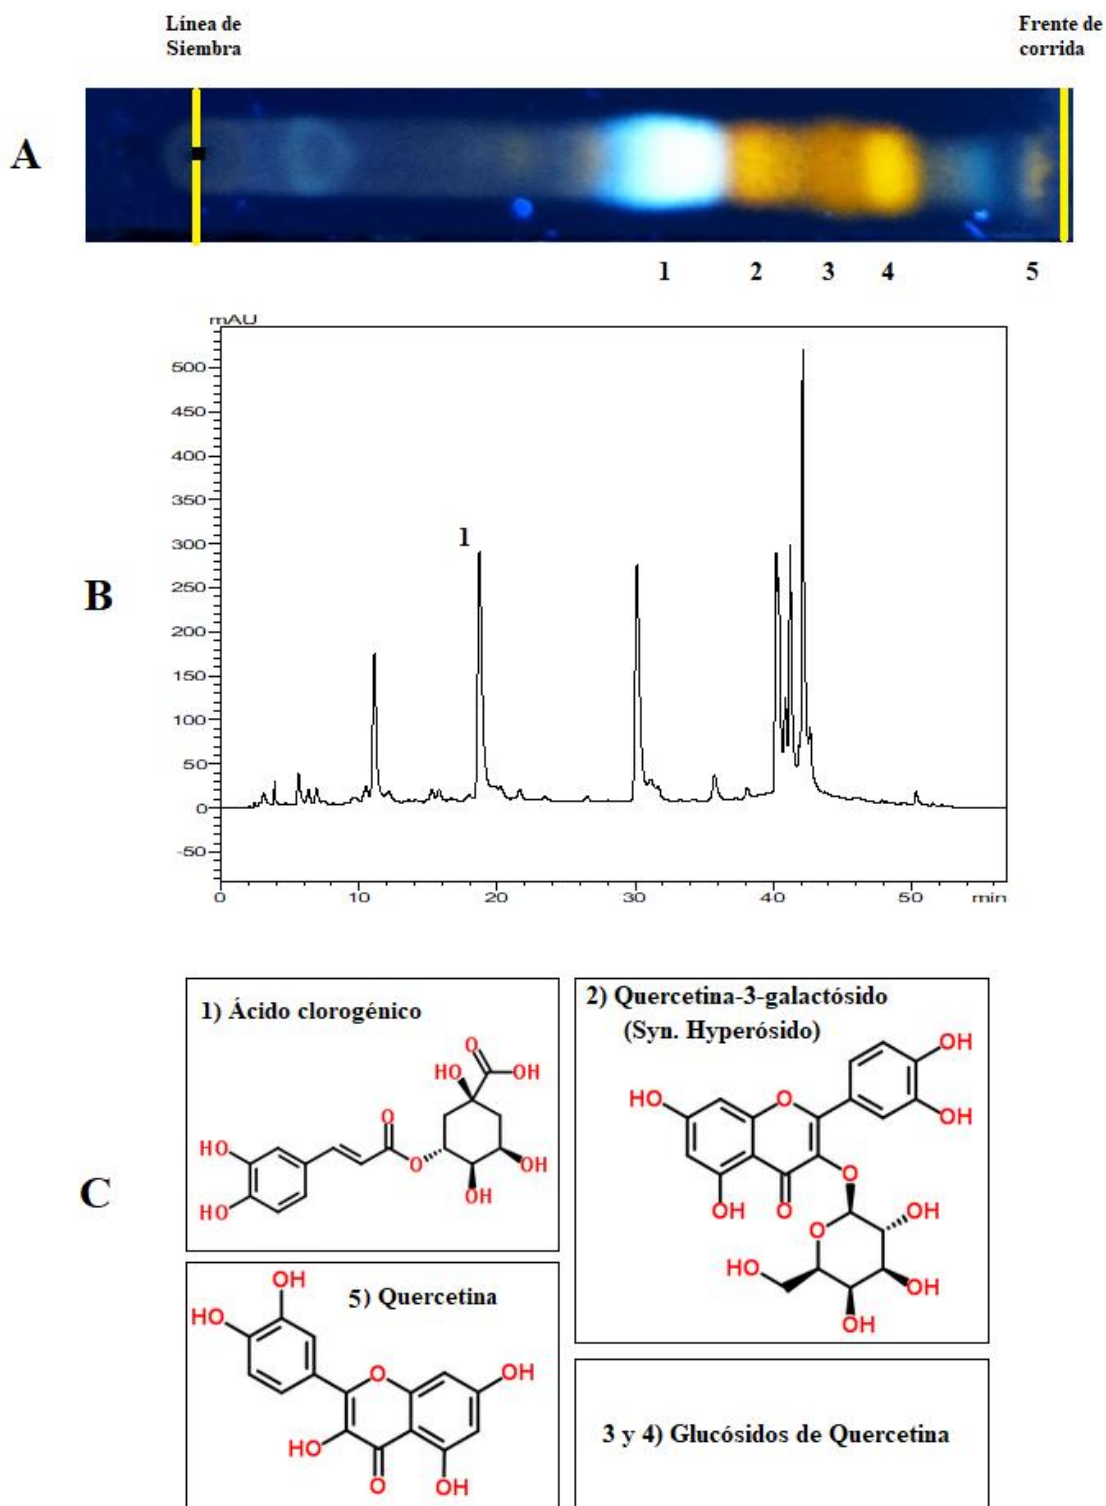 Línea de
Siembra
Frente de
corrida
A
1 2 3 4 5
mAU
500
450
400
350
300
250
200
150
100
50
0
-50
1
B
0 10 20 30 40 50 min
C
1) Ácido clorogénico
O
HO
OH
O
HO
HO
O
OH
OH
2) Quercetina-3-galactósido
(Syn. Hyperósido)
OH
OH
HO
O
O
OH
O
O
OH
HO
OH
OH
5) Quercetina
OH
HO
O
OH
HO
O
OH
3 y 4) Glucósidos de Quercetina